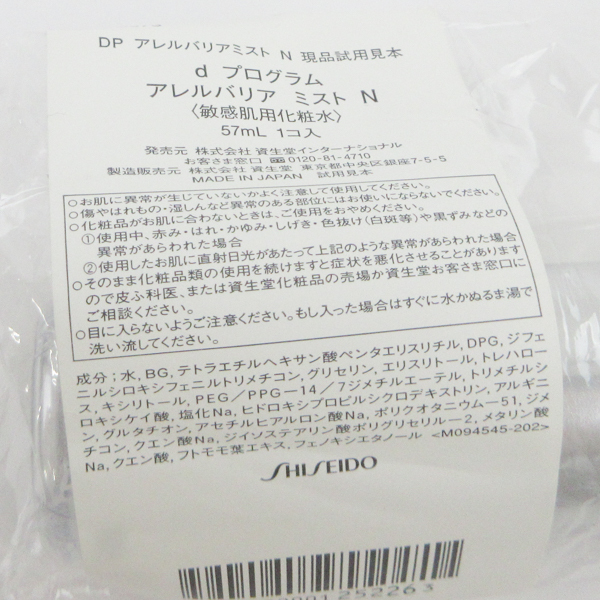 DP アレルバリアミスト N 現品試用見本
d プログラム
アレルバリア ミスト N
〈敏感肌用化粧水〉
57mL 1コ入
発売元 株式会社 資生堂インターナショナル
お客さま窓口 0120-81-4710
製造販売元 株式会社 資生堂 東京都中央区銀座7-5-5
MADE IN JAPAN 試用見本
○お肌に異常が生じていないかよく注意して使用してください。
○傷やはれもの・湿しんなど異常のある部位にはお使いにならないでください。
○化粧品がお肌に合わないときは、ご使用をおやめください。
①使用中、赤み・はれ・かゆみ・しげき・色抜け(白斑等)や黒ずみなどの
異常があらわれた場合
②使用したお肌に直射日光があたって上記のような異常があらわれた場合
○そのまま化粧品類の使用を続けますと症状を悪化させることがあります
ので皮ふ科医、または資生堂化粧品の売場か資生堂お客さま窓口に
ご相談ください。
○目に入らないようご注意ください。もし入った場合はすぐに水かぬるま湯で
洗い流してください。
成分;水,BG,テトラエチルヘキサン酸ペンタエリスリチル,DPG,ジフェ
ニルシロキシフェニルトリメチコン,グリセリン,エリスリトール,トレハロー
ス,キシリトール,PEG/PPG-14/7ジメチルエーテル,トリメチルシ
ロキシケイ酸,塩化Na,ヒドロキシプロピルシクロデキストリン,アルギニ
ン,グルタチオン,アセチルヒアルロン酸Na,ポリクオタニウム-51,ジメ
チコン,クエン酸Na,ジイソステアリン酸ポリグリセリル-2,メタリン酸
Na,クエン酸,フトモモ葉エキス,フェノキシエタノール <M094545-202>
SHISEIDO